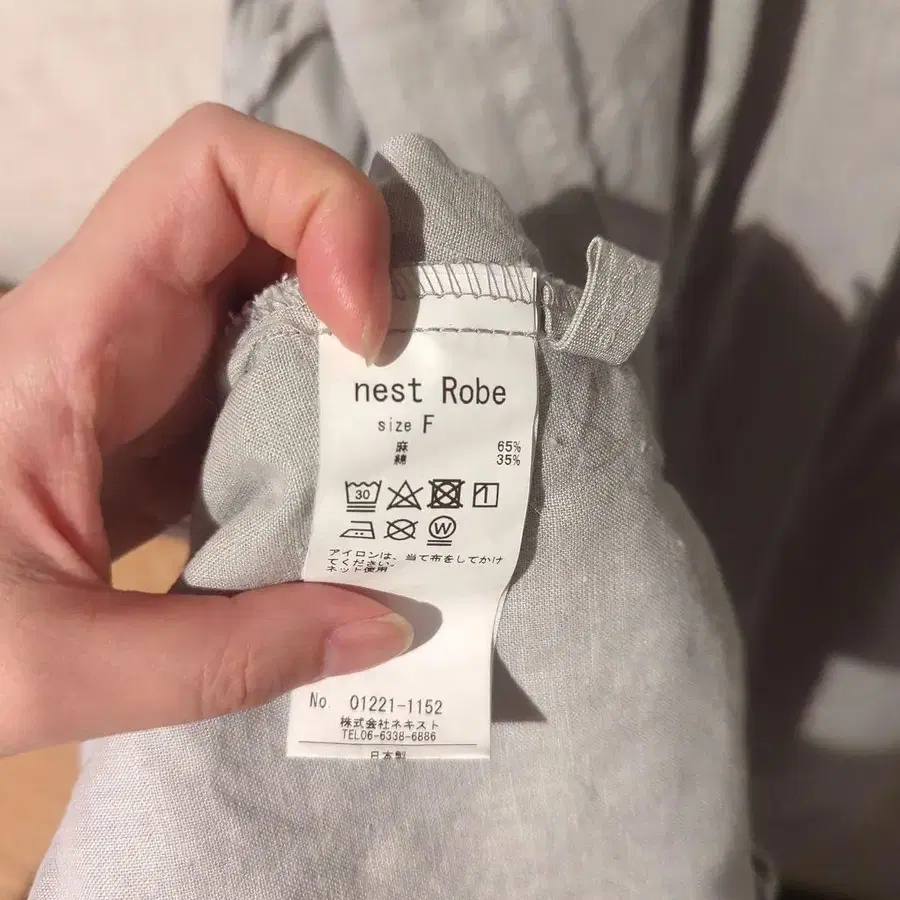 nest Robe
size F
麻 65%
綿 35%
30
W
アイロンは、当て布をしてかけ
てください。
ネット使用
No. 01221-1152
株式会社ネキスト
TEL06-6338-6886
日本製